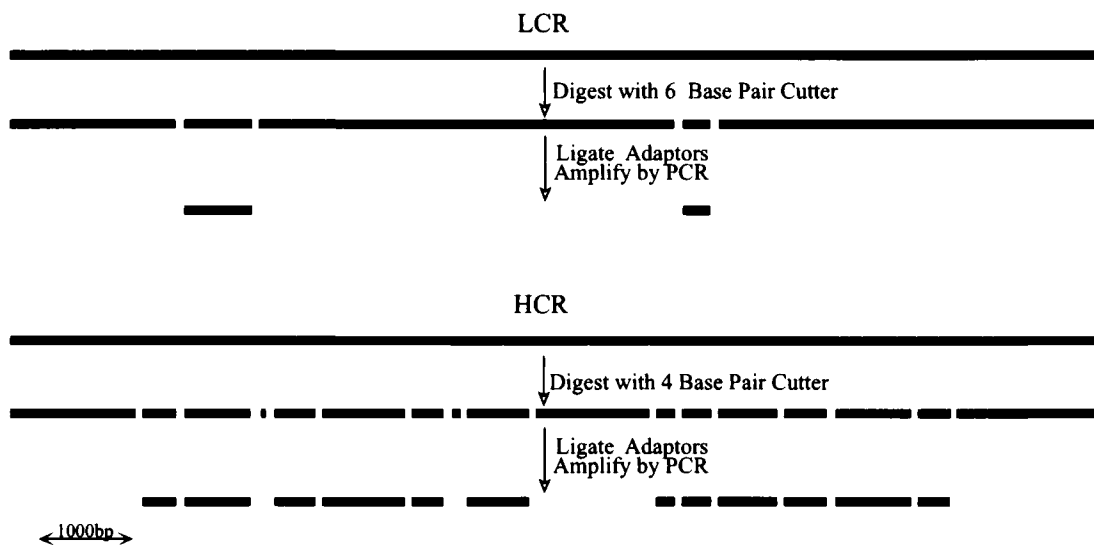 LCR
Digest with 6 Base Pair Cutter
Ligate Adaptors
Amplify by PCR
HCR
Digest with 4 Base Pair Cutter
Ligate Adaptors
Amplify by PCR
1000bp